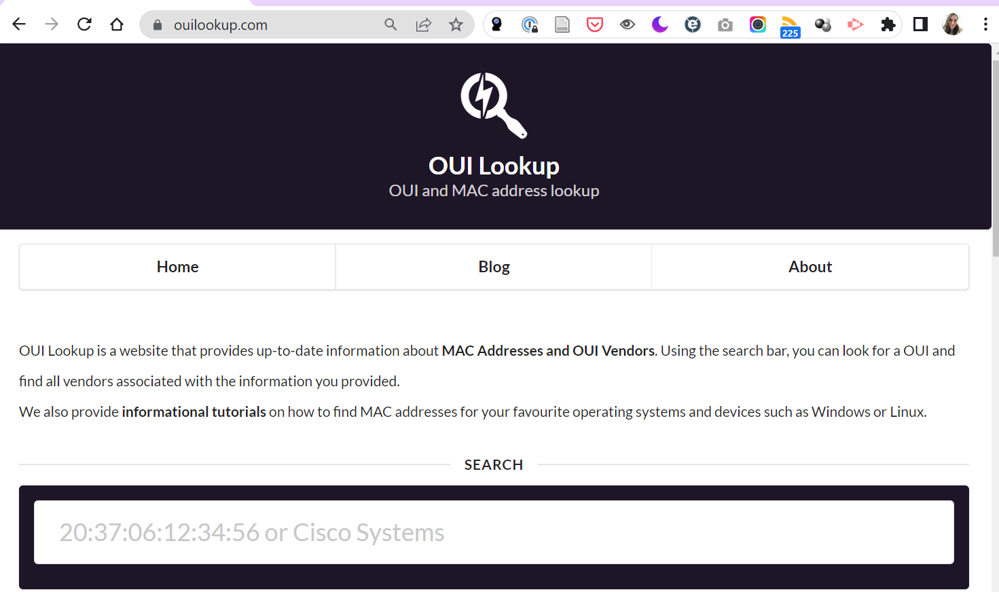 ouilookup.com
225
OUI Lookup
OUI and MAC address lookup
Home
Blog
About
OUI Lookup is a website that provides up-to-date information about MAC Addresses and OUI Vendors. Using the search bar, you can look for a OUI and
find all vendors associated with the information you provided.
We also provide informational tutorials on how to find MAC addresses for your favourite operating systems and devices such as Windows or Linux.
SEARCH
20:37:06:12:34:56 or Cisco Systems